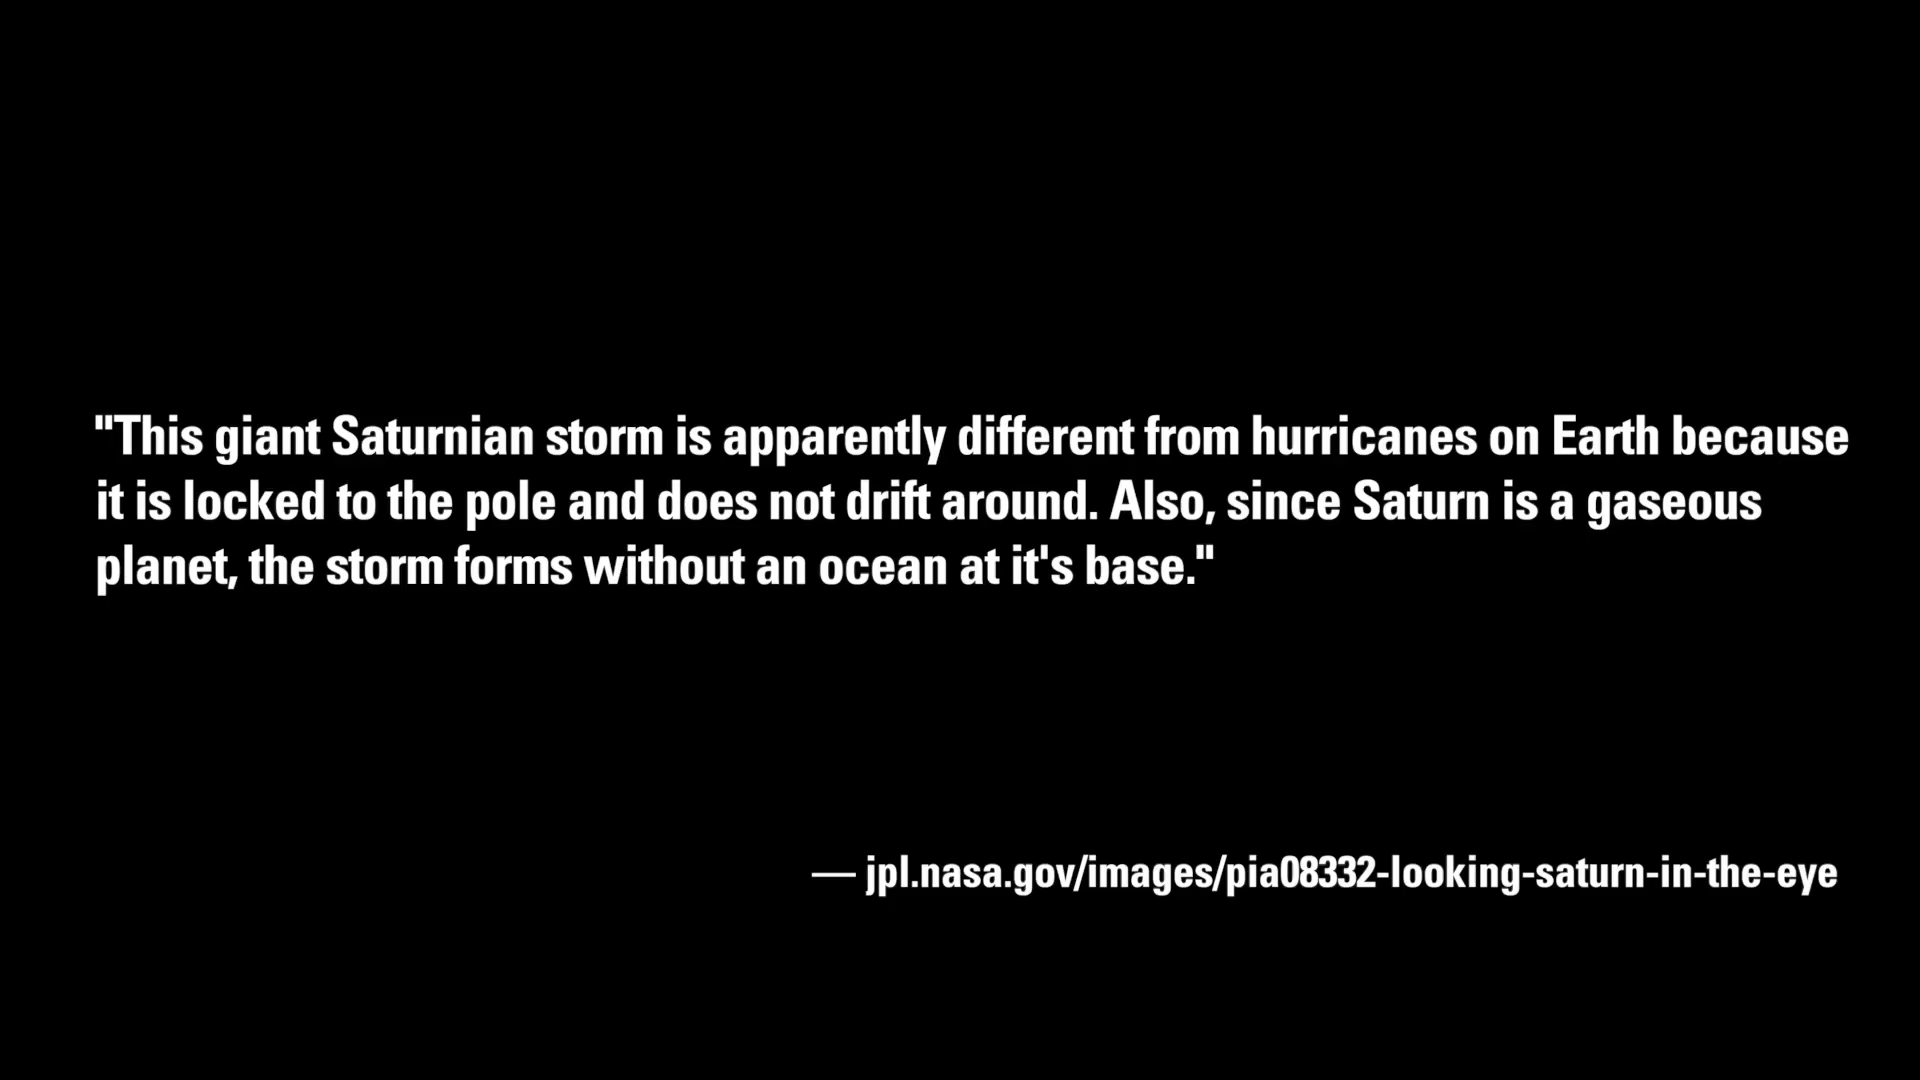 "This giant Saturnian storm is apparently different from hurricanes on Earth because
it is locked to the pole and does not drift around. Also, since Saturn is a gaseous
planet, the storm forms without an ocean at it's base."
— jpl.nasa.gov/images/pia08332-looking-saturn-in-the-eye